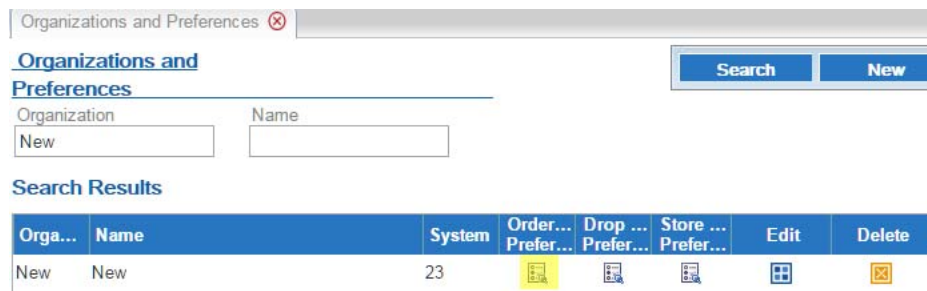 Organizations and Preferences
Organizations and
Preferences
Search New
Organization Name
New
Search Results
Orga... Name System Order... Prefer... Drop ... Prefer... Store ... Prefer... Edit Delete
New New 23